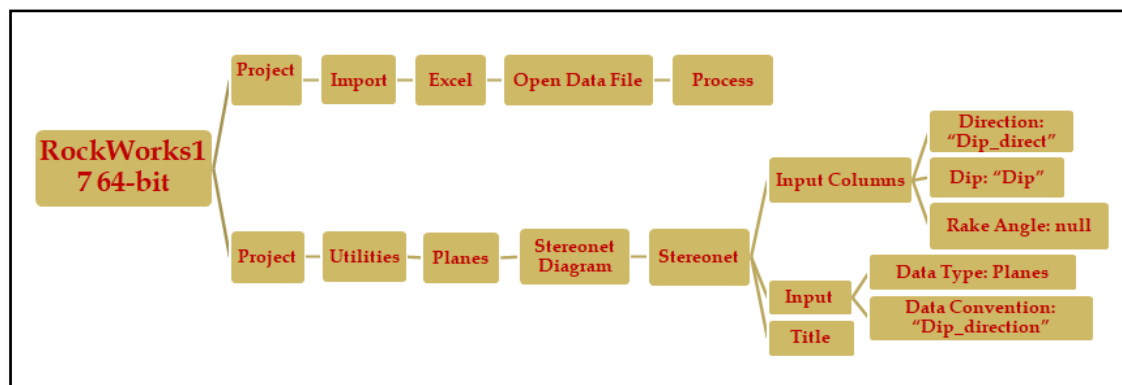 RockWorks1
7 64-bit
Project
Import
Excel
Open Data File
Process
Project
Utilities
Planes
Stereonet
Diagram
Stereonet
Input Columns
Direction:
“Dip_direct”
Dip: “Dip”
Rake Angle: null
Input
Data Type: Planes
Data Convention:
“Dip_direction”
Title